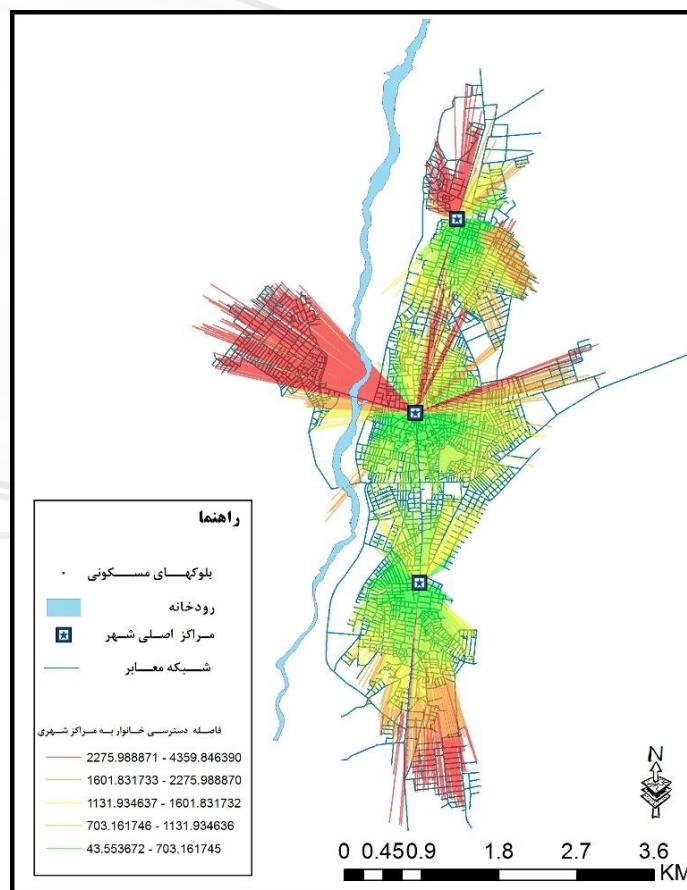 راهنما
بلوکهای مسکونی
رودخانه
مراکز اصلی شهر
شبکه معابر
فاصله دسترسی خانوار به مراکز شهری
2275.988871 - 4359.846390
1601.831733 - 2275.988870
1131.934637 - 1601.831732
703.161746 - 1131.934636
43.553672 - 703.161745
N
0 0.45 0.9 1.8 2.7 3.6
KM